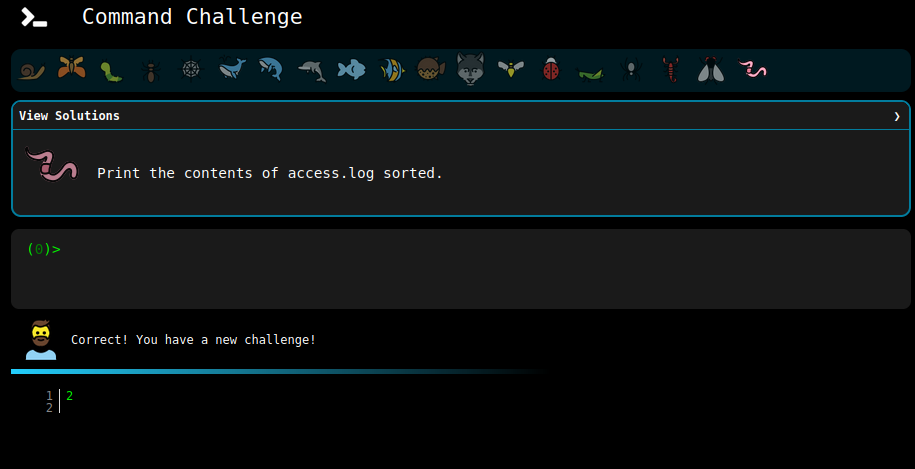 Command Challenge
View Solutions
Print the contents of access.log sorted.
(0)>
Correct! You have a new challenge!
1 2
2